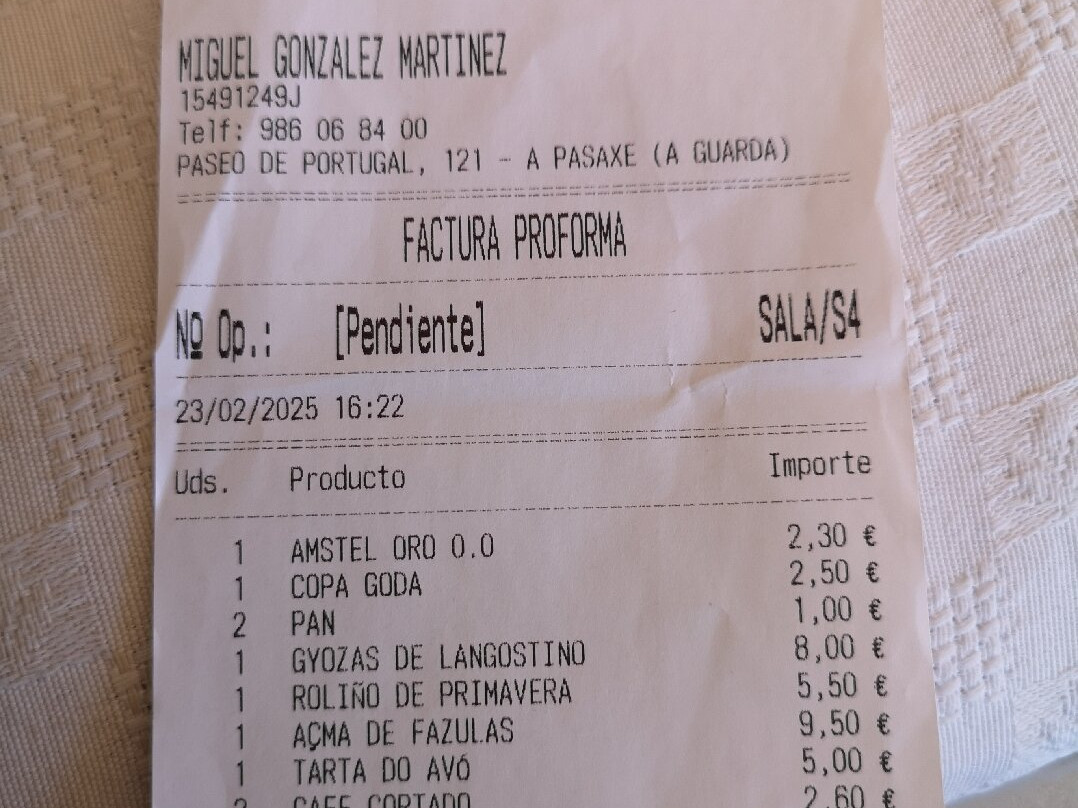 MIGUEL GONZALEZ MARTINEZ
15491249J
Telf: 986 06 84 00
PASEO DE PORTUGAL, 121 - A PASAXE (A GUARDA)
FACTURA PROFORMA
Nº Op.: [Pendiente] SALA/S4
23/02/2025 16:22
Uds. Producto Importe
1 AMSTEL ORO 0.0 2,30 €
1 COPA GODA 2,50 €
2 PAN 1,00 €
1 GYOZAS DE LANGOSTINO 8,00 €
1 ROLIÑO DE PRIMAVERA 5,50 €
1 AÇMA DE FAZULAS 9,50 €
1 TARTA DO AVÓ 5,00 €
2 CAFE CORTADO 2,60 €